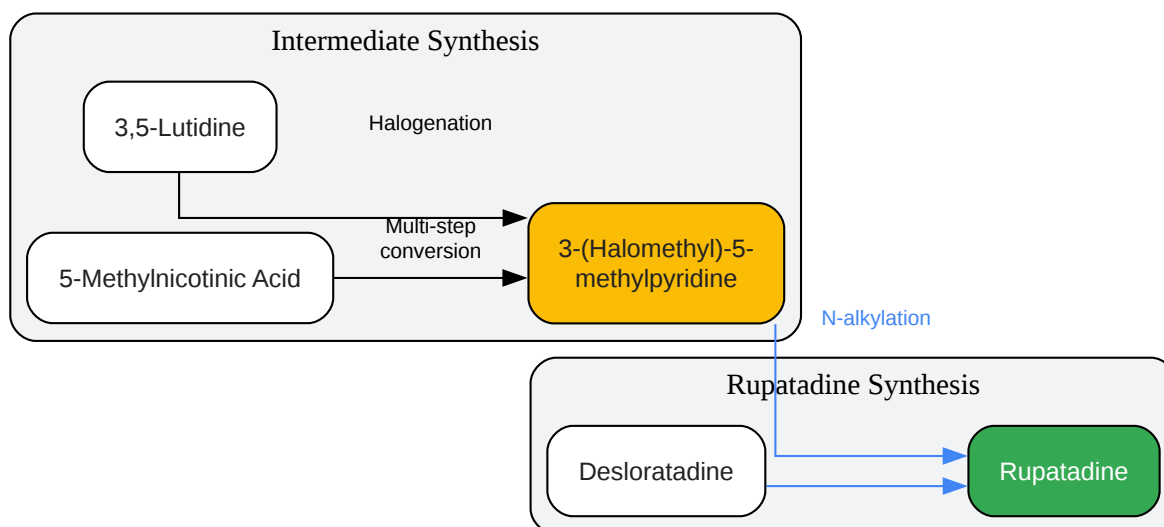 Intermediate Synthesis
3,5-Lutidine
Halogenation
Multi-step
conversion
5-Methylnicotinic Acid
3-(Halomethyl)-5-
methylpyridine
N-alkylation
Rupatadine Synthesis
Desloratadine
Rupatadine